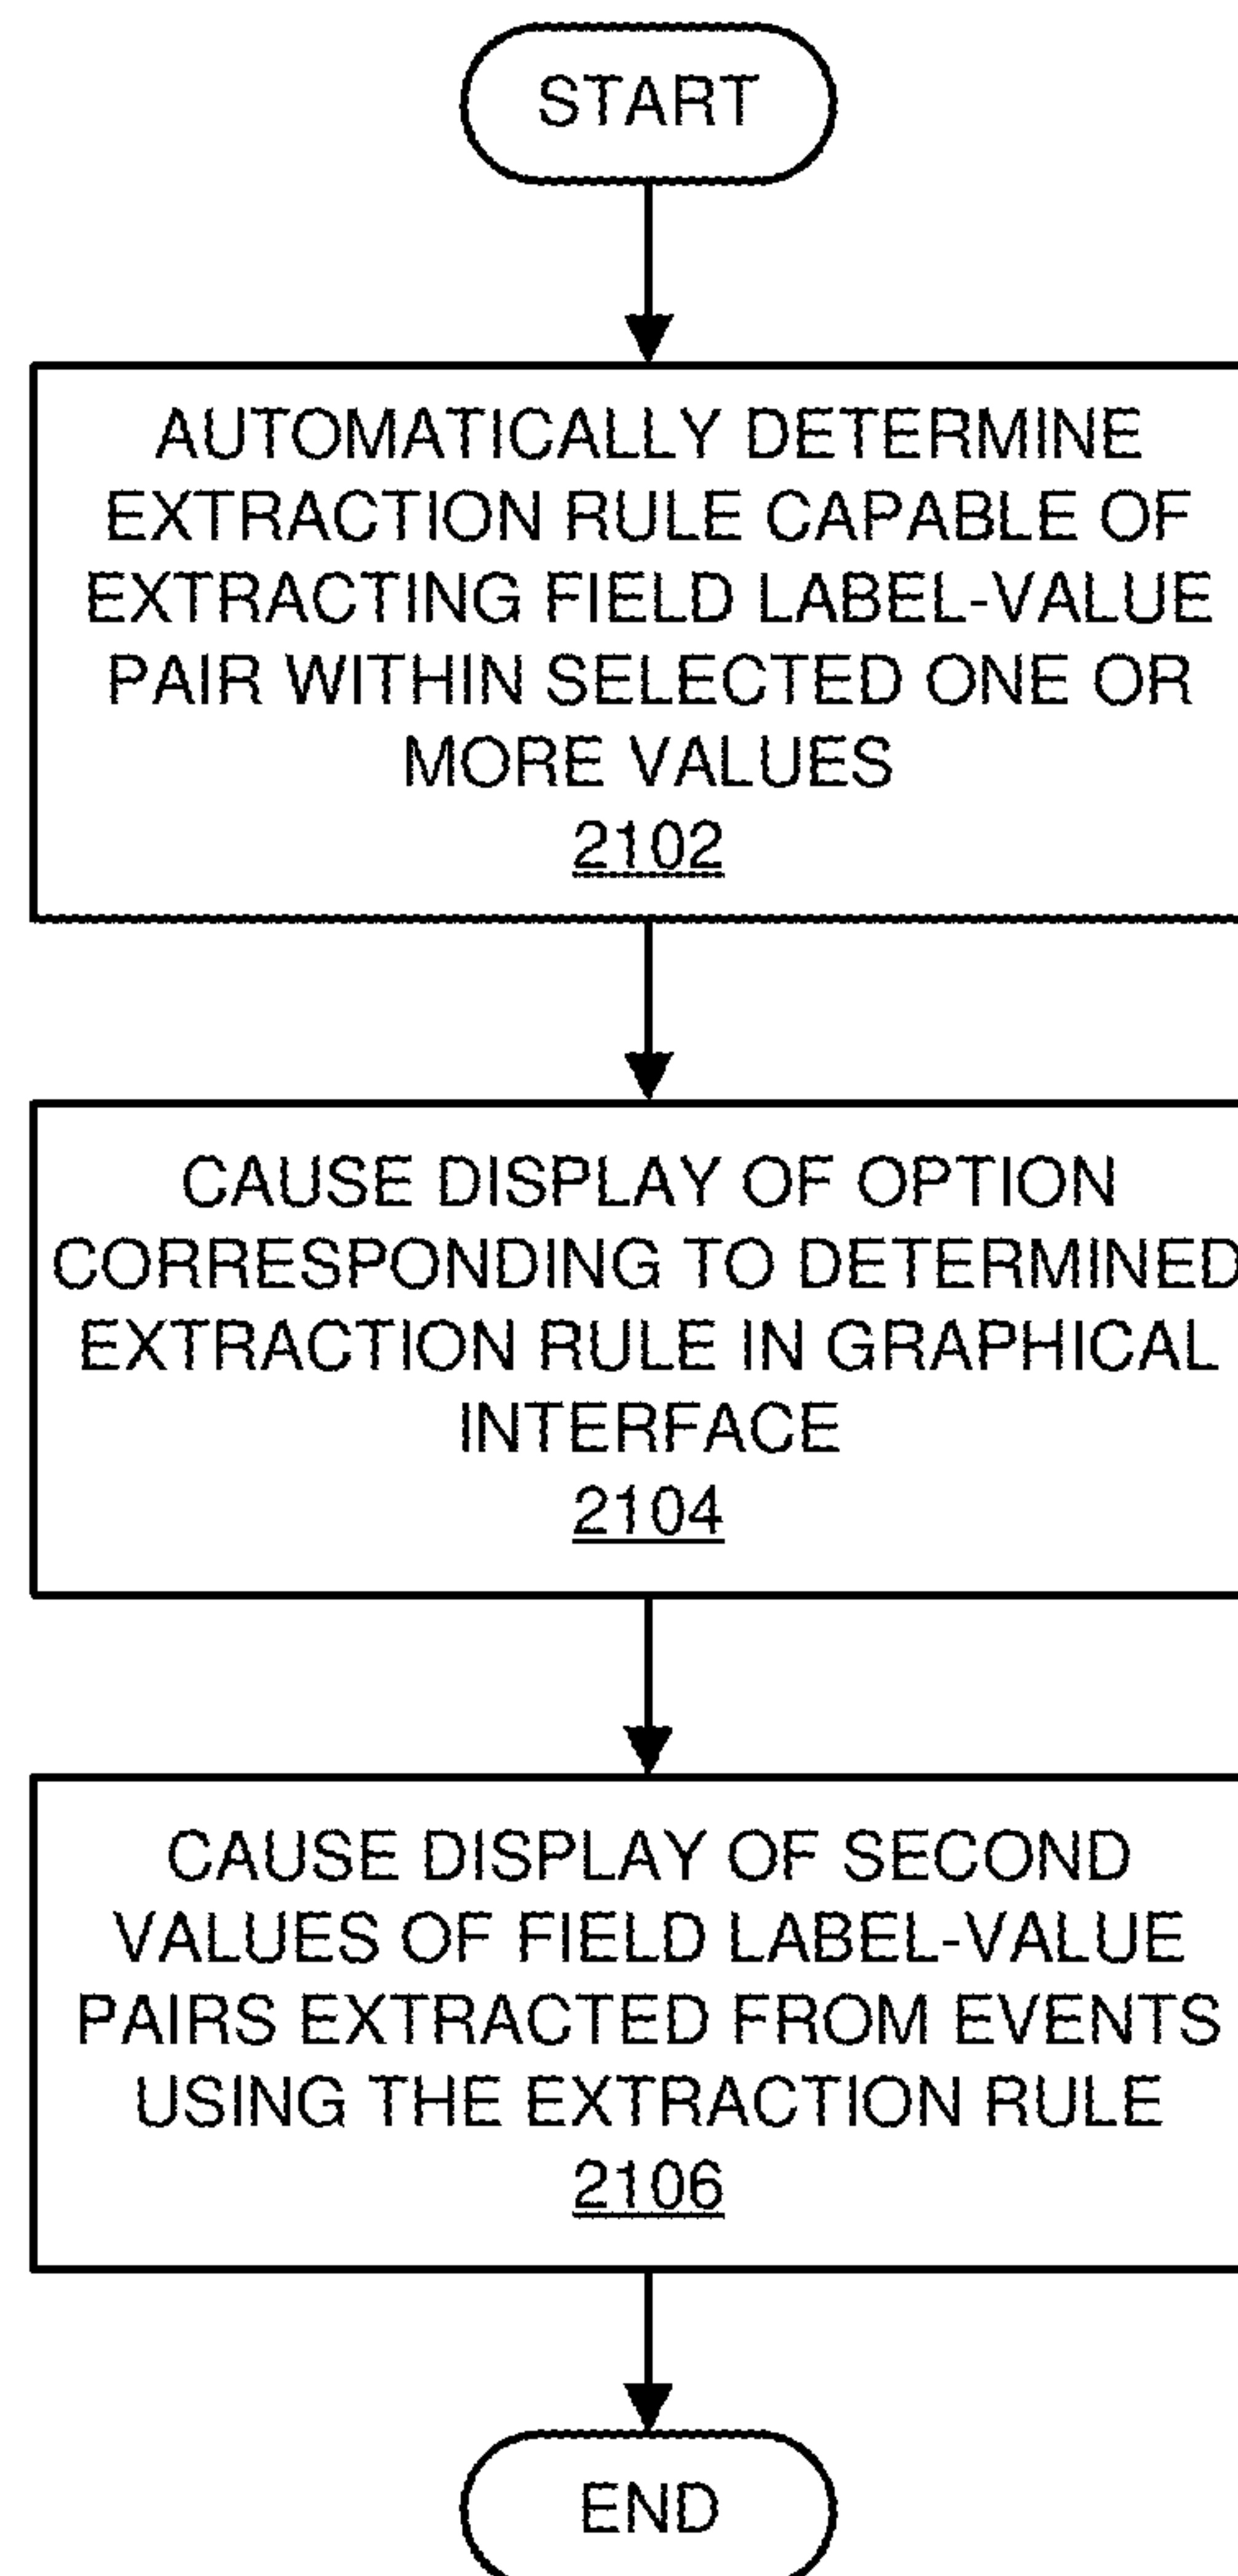 START
AUTOMATICALLY DETERMINE
EXTRACTION RULE CAPABLE OF
EXTRACTING FIELD LABEL-VALUE
PAIR WITHIN SELECTED ONE OR
MORE VALUES
2102
CAUSE DISPLAY OF OPTION
CORRESPONDING TO DETERMINED
EXTRACTION RULE IN GRAPHICAL
INTERFACE
2104
CAUSE DISPLAY OF SECOND
VALUES OF FIELD LABEL-VALUE
PAIRS EXTRACTED FROM EVENTS
USING THE EXTRACTION RULE
2106
END